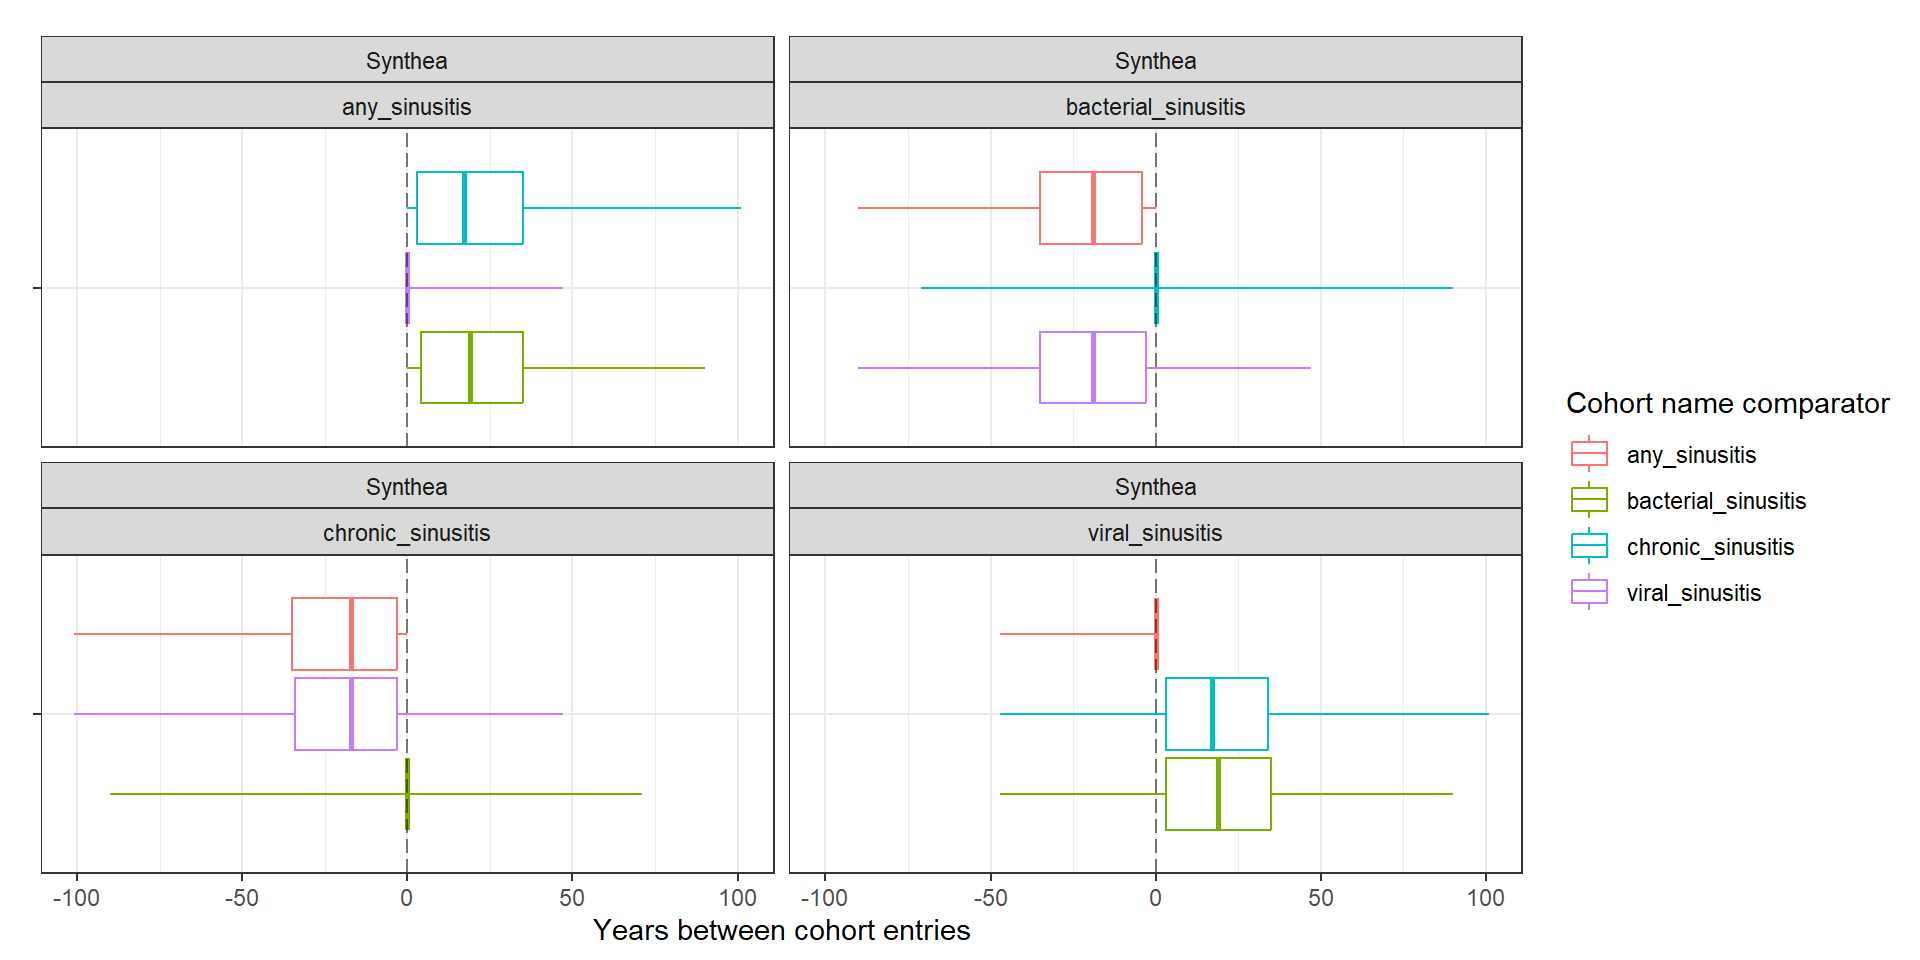 Synthea
any_sinusitis
Synthea
bacterial_sinusitis
Synthea
chronic_sinusitis
Synthea
viral_sinusitis
-100 -50 0 50 100
-100 -50 0 50 100
Years between cohort entries
Cohort name comparator
any_sinusitis
bacterial_sinusitis
chronic_sinusitis
viral_sinusitis